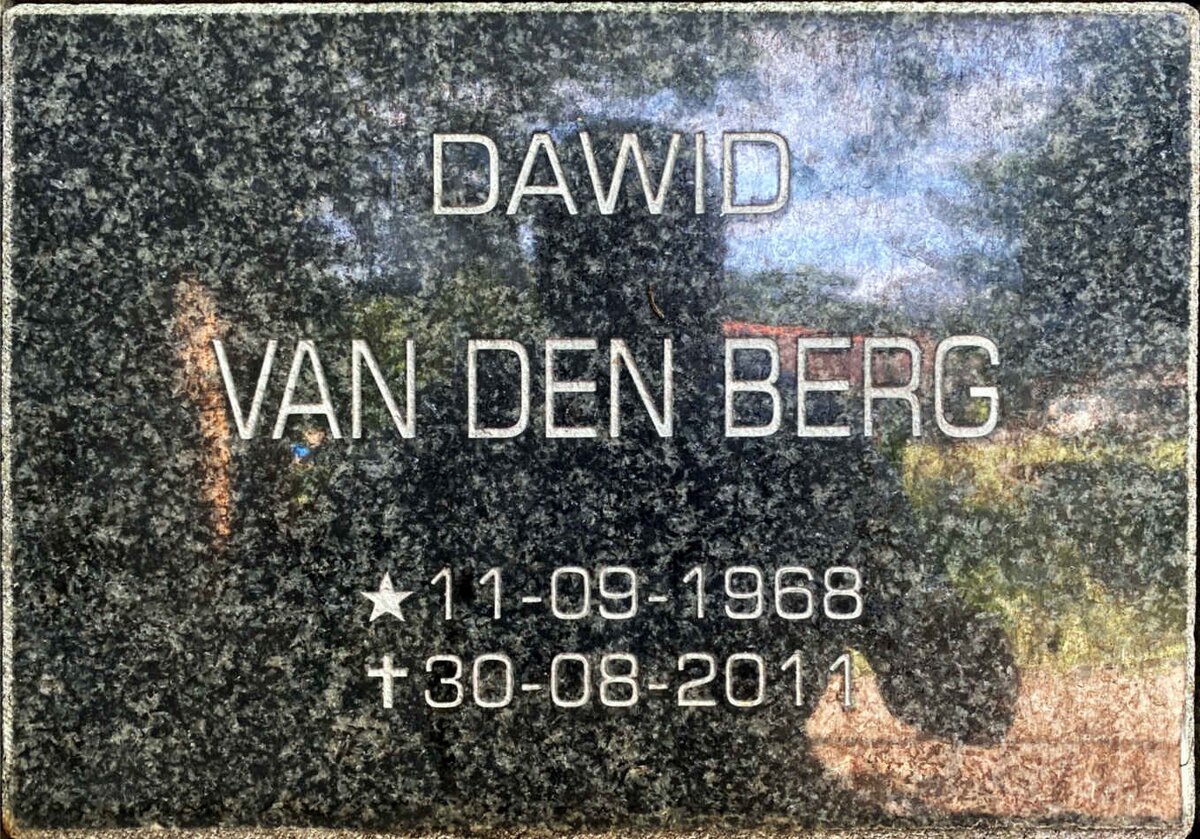 DAWID
VAN DEN BERG
★11-09-1968
✝30-08-2011